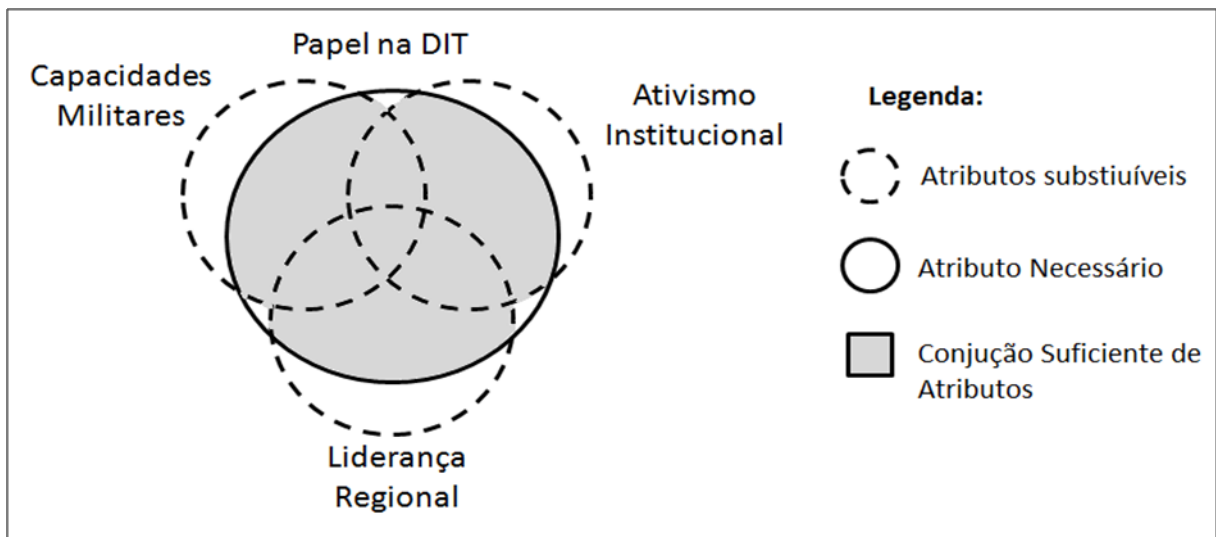 Papel na DIT
Capacidades
Militares
Ativismo
Institucional
Liderança
Regional
Legenda:
Atributos substiuíveis
Atributo Necessário
Conjução Suficiente de
Atributos